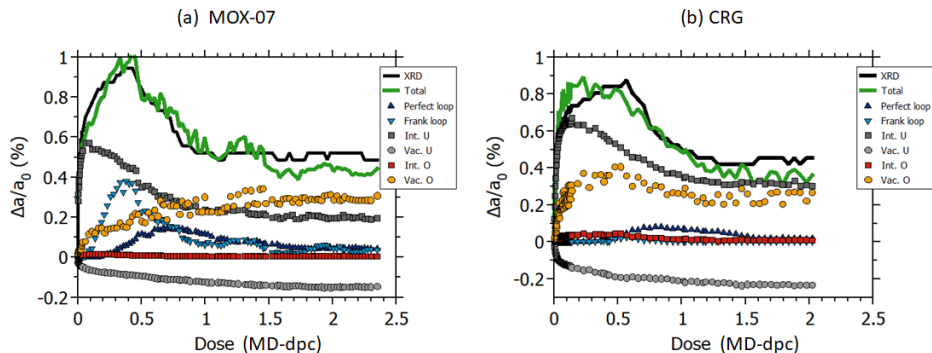 (a) MOX-07
(b) CRG
Δa/a0 (%)
1
0.8
0.6
0.4
0.2
0
-0.2
0
0.5
1
1.5
2
2.5
Dose (MD-dpc)
XRD
Total
Perfect loop
Frank loop
Int. U
Vac. U
Int. O
Vac. O
Δa/a0 (%)
1
0.8
0.6
0.4
0.2
0
-0.2
0
0.5
1
1.5
2
2.5
Dose (MD-dpc)
XRD
Total
Perfect loop
Frank loop
Int. U
Vac. U
Int. O
Vac. O